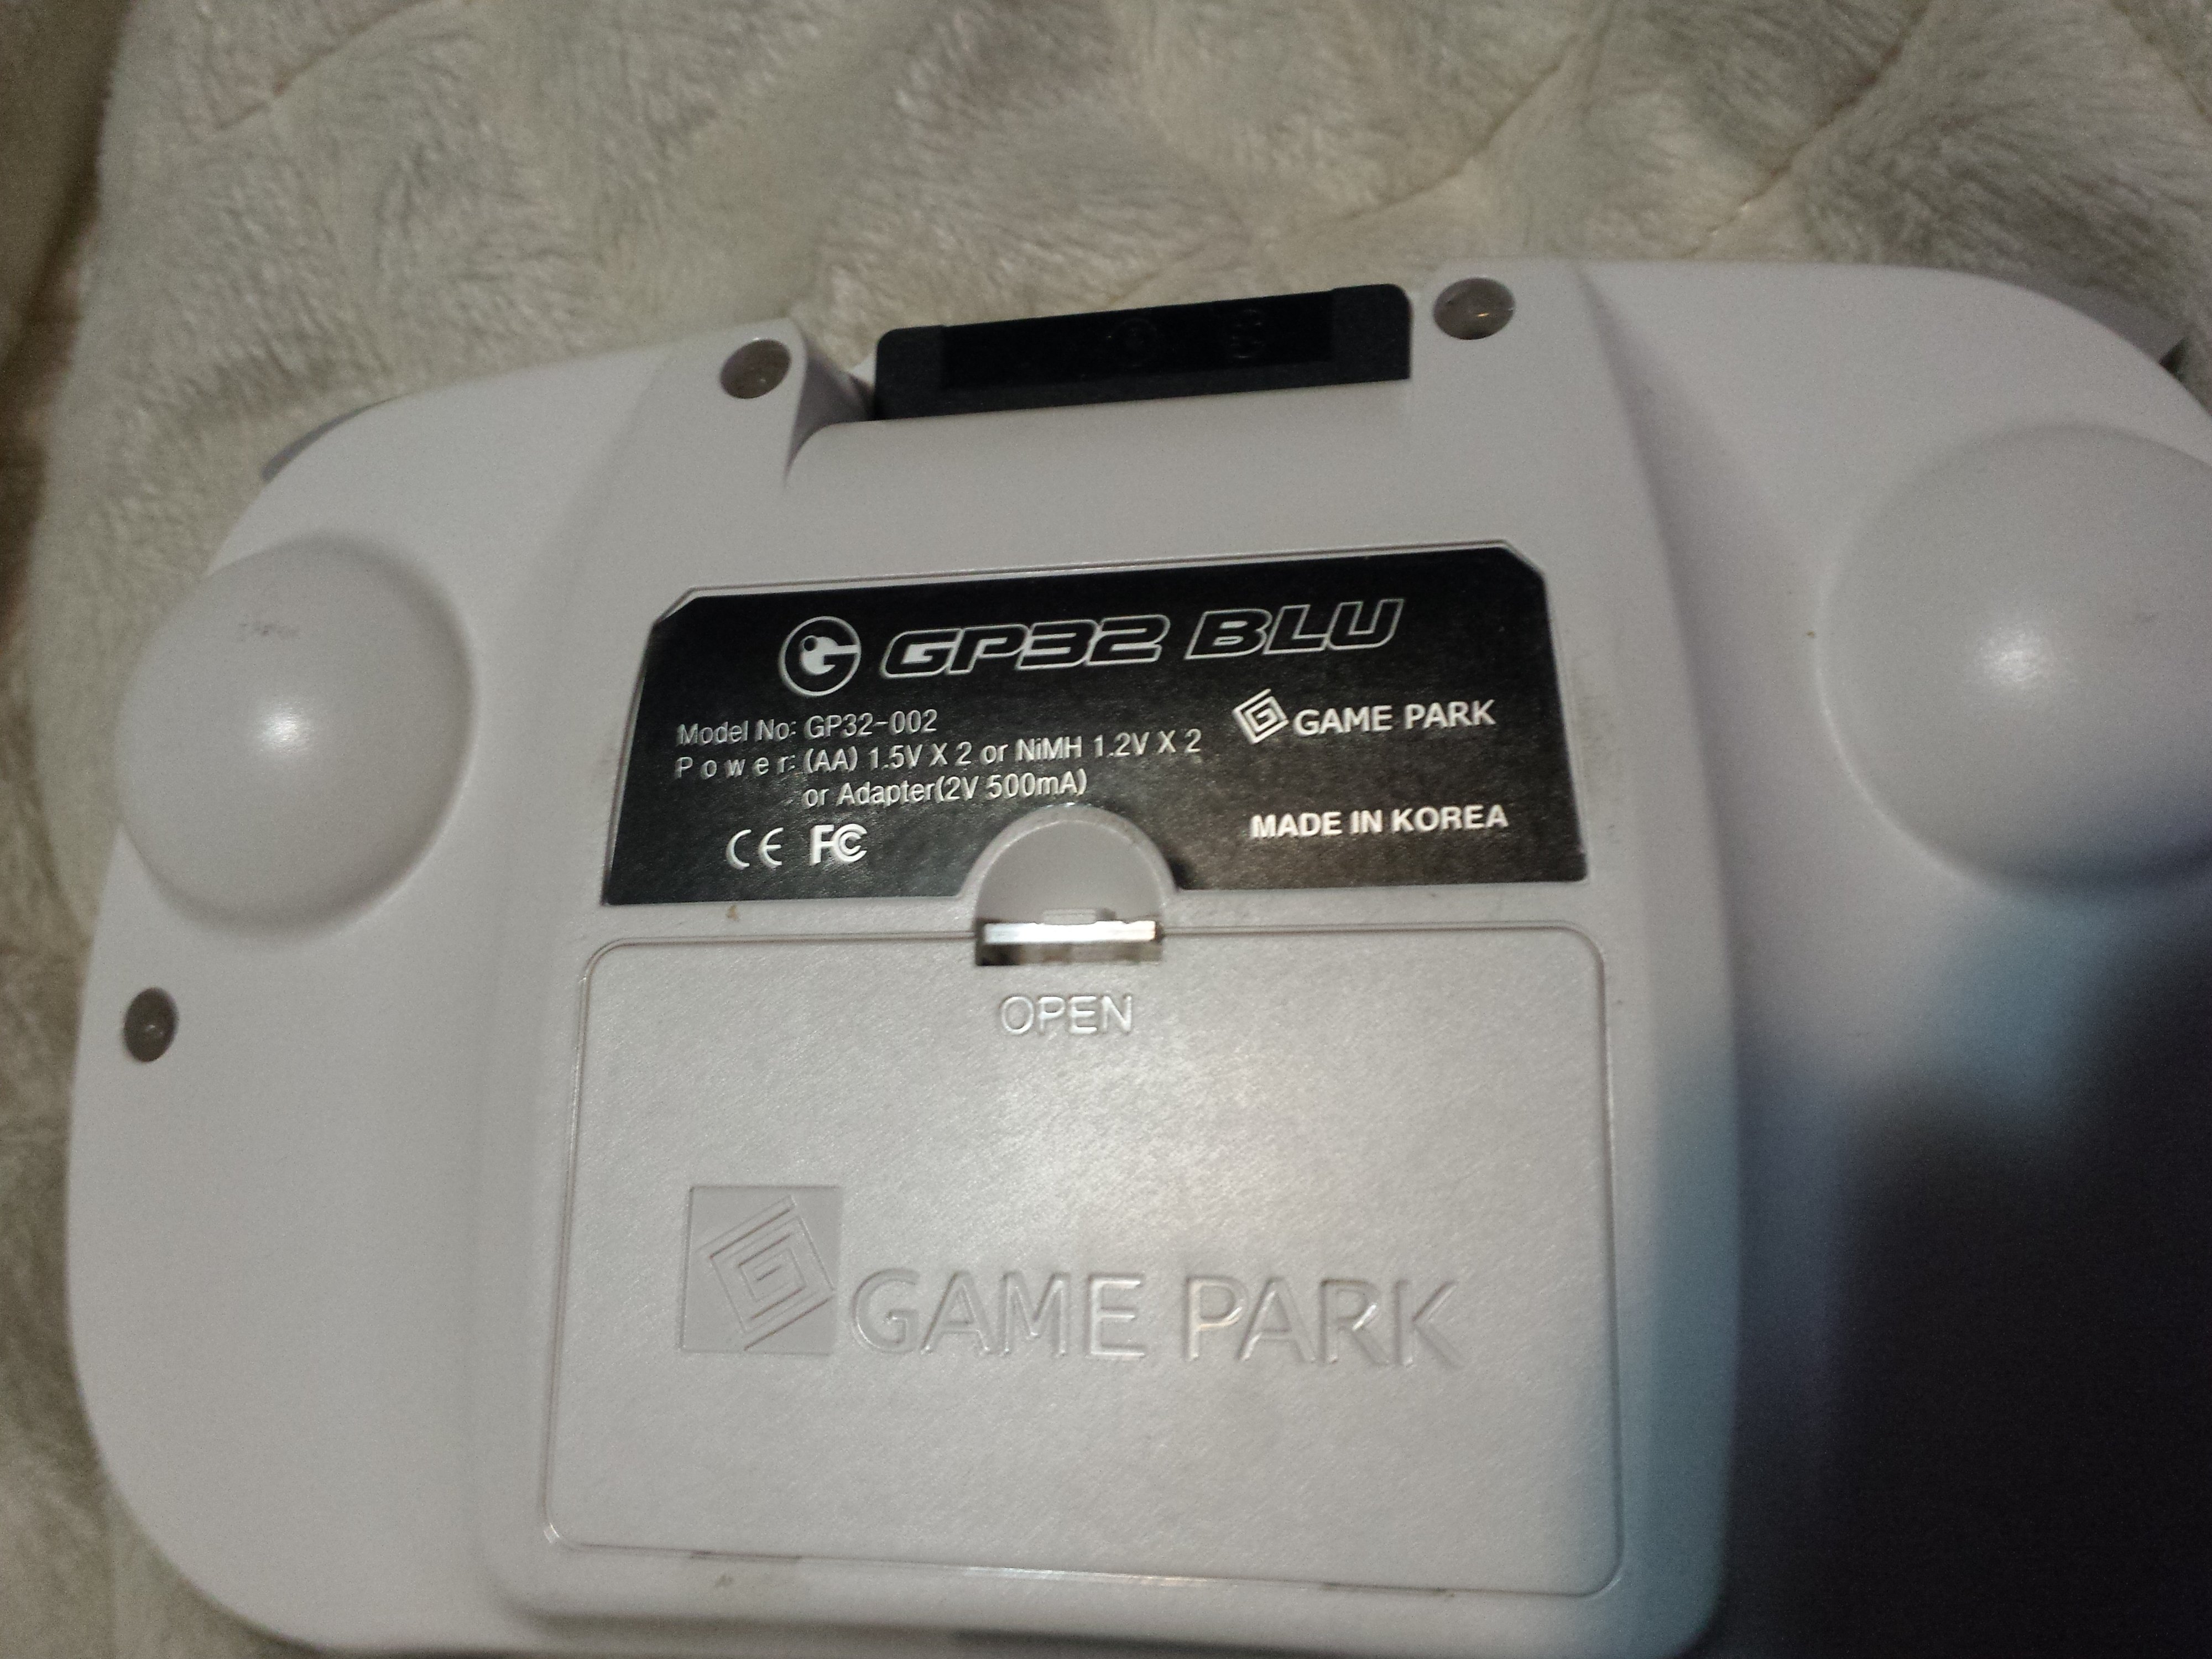 GP32 BLU
Model No: GP32-002
GAME PARK
Power: (AA) 1.5V X 2 or NiMH 1.2V X 2
or Adapter(2V 500mA)
MADE IN KOREA
CE FC
OPEN
GAME PARK